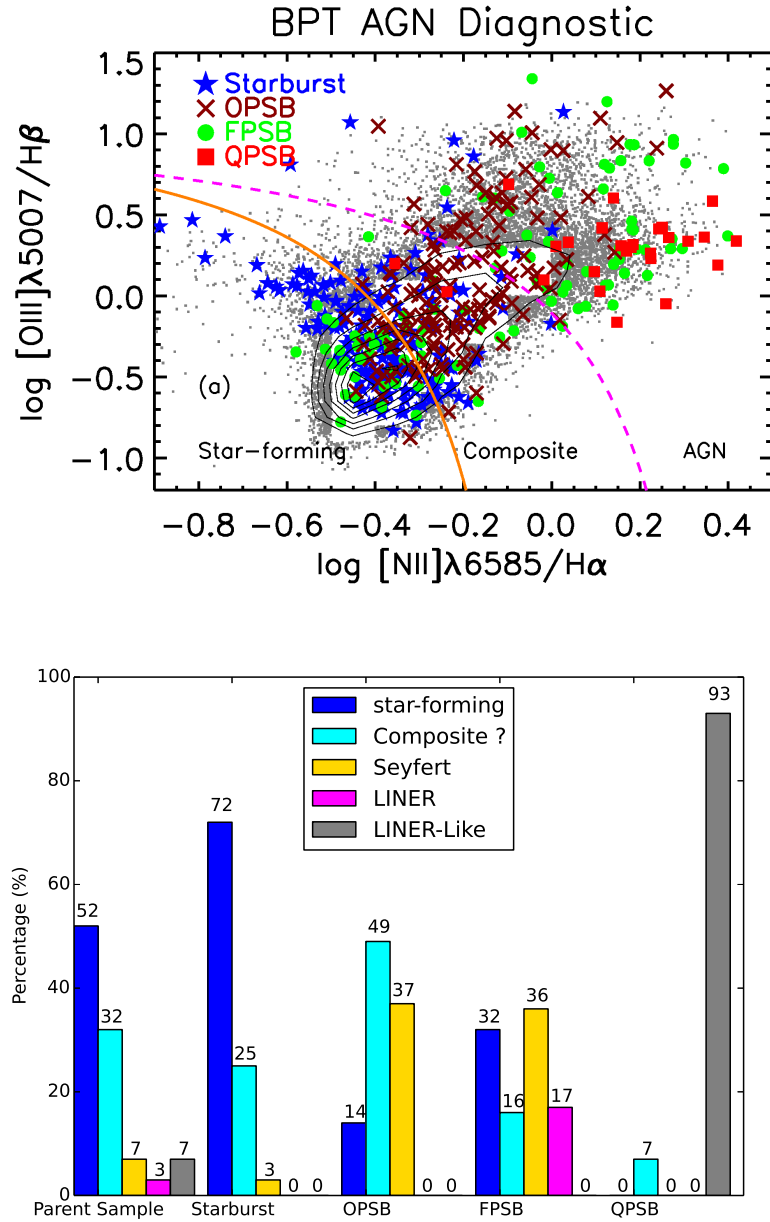 BPT AGN Diagnostic
Starburst
OPSB
FPSB
QPSB
1.5
1.0
0.5
0.0
−0.5
−1.0
log [OIII]λ5007/Hβ
(a)
Star−forming
Composite
AGN
−0.8 −0.6 −0.4 −0.2 0.0 0.2 0.4
log [NII]λ6585/Hα
100
80
60
40
20
0
Percentage (%)
star-forming
Composite ?
Seyfert
LINER
LINER-Like
52 32 7 3 7
72 25 3 0 0
14 49 37 0 0
32 16 36 17 0
0 7 0 0 93
Parent Sample Starburst OPSB FPSB QPSB